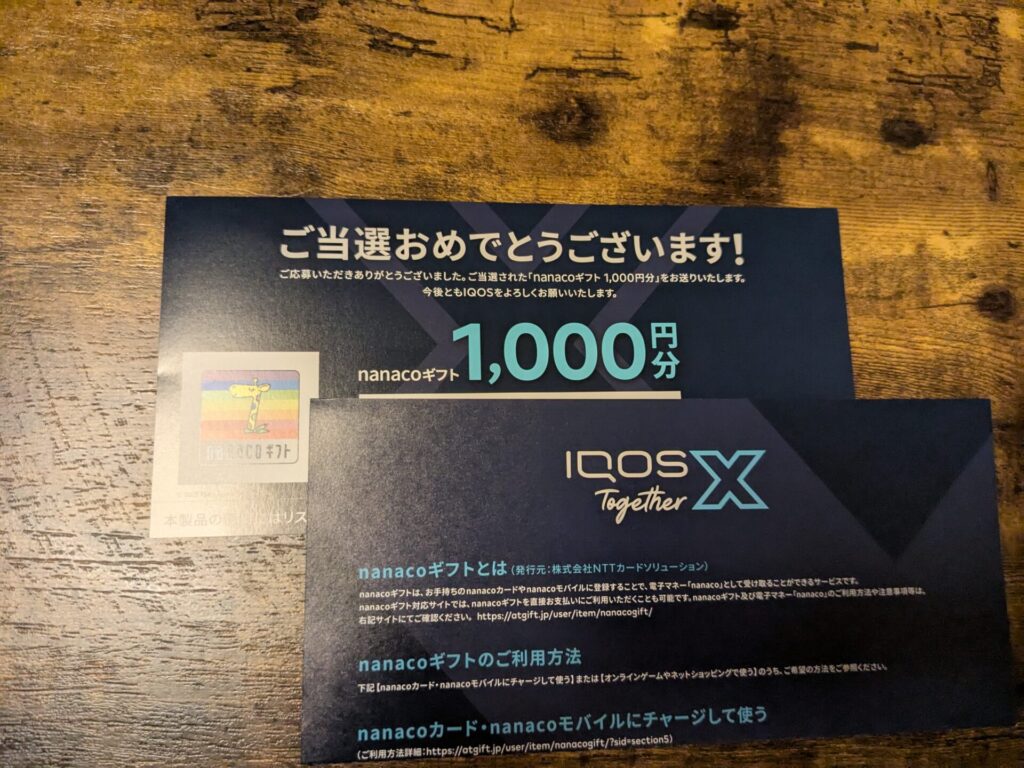 ご当選おめでとうございます!
ご応募いただきありがとうございました。ご当選された「nanacoギフト 1,000円分」をお送りいたします。
今後ともIQOSをよろしくお願いいたします。
nanacoギフト 1,000円分
nanaco ギフト
本製品の
はリス
IQOS X
Together
nanacoギフトとは (発行元:株式会社NTTカードソリューション)
nanacoギフトは、お手持ちのnanacoカードやnanacoモバイルに登録することで、電子マネー「nanaco」として受け取ることができるサービスです。
nanacoギフト対応サイトでは、nanacoギフトを直接お支払いにご利用いただくことも可能です。nanacoギフト及び電子マネー「nanaco」のご利用方法や注意事項等は、
右記サイトにてご確認ください。 https://atgift.jp/user/item/nanacogift/
nanacoギフトのご利用方法
下記【nanacoカード・nanacoモバイルにチャージして使う】または【オンラインゲームやネットショッピングで使う】のうち、ご希望の方法をご参照ください。
nanacoカード・nanacoモバイルにチャージして使う
(ご利用方法詳細:https://atgift.jp/user/item/nanacogift/?sid=section5)